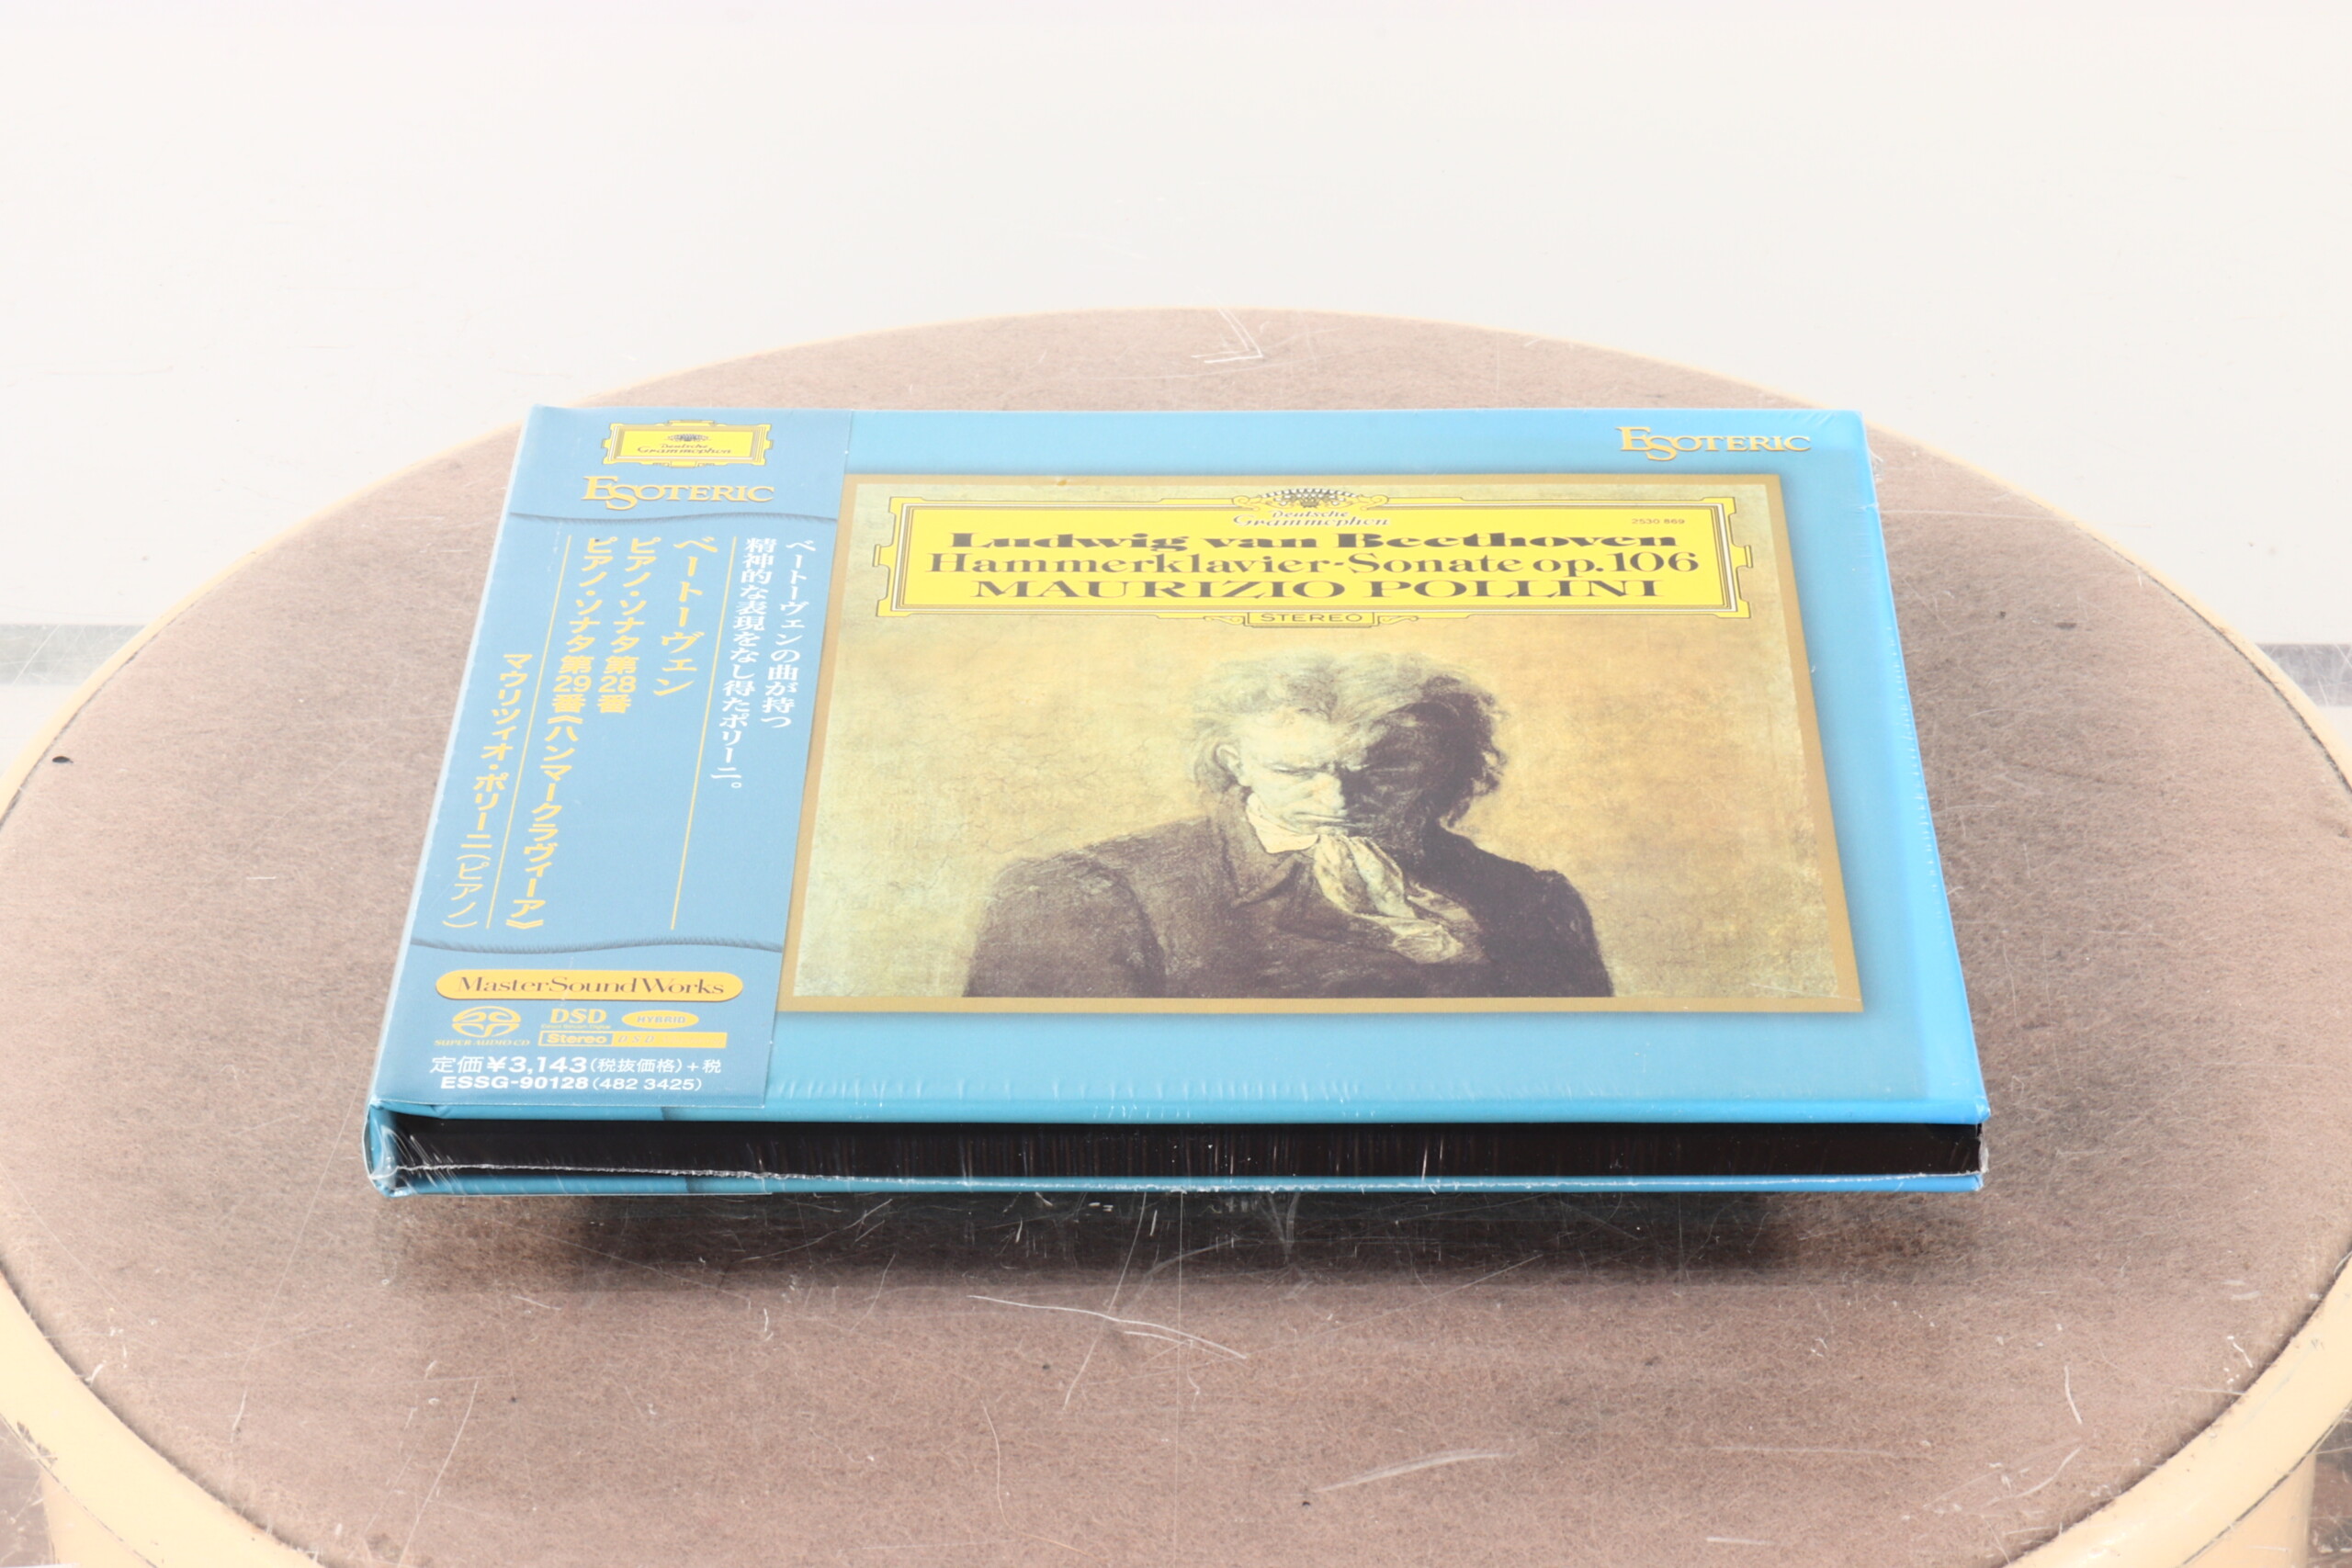 Deutsche
Grammophon
ESOTERIC
ベートーヴェンの曲が持つ
精神的な表現をなし得たポリーニ。
ベートーヴェン
ピアノ・ソナタ 第28番
ピアノ・ソナタ 第29番《ハンマークラヴィーア》
マウリツィオ・ポリーニ(ピアノ)
MasterSoundWorks
SUPER AUDIO CD
DSD
HYBRID
Stereo DSD
定価¥3,143(税抜価格)+税
ESSG-90128(482 3425)
ESOTERIC
Deutsche
Grammophon
2530 869
Ludwig van Beethoven
Hammerklavier-Sonate op.106
MAURIZIO POLLINI
STEREO